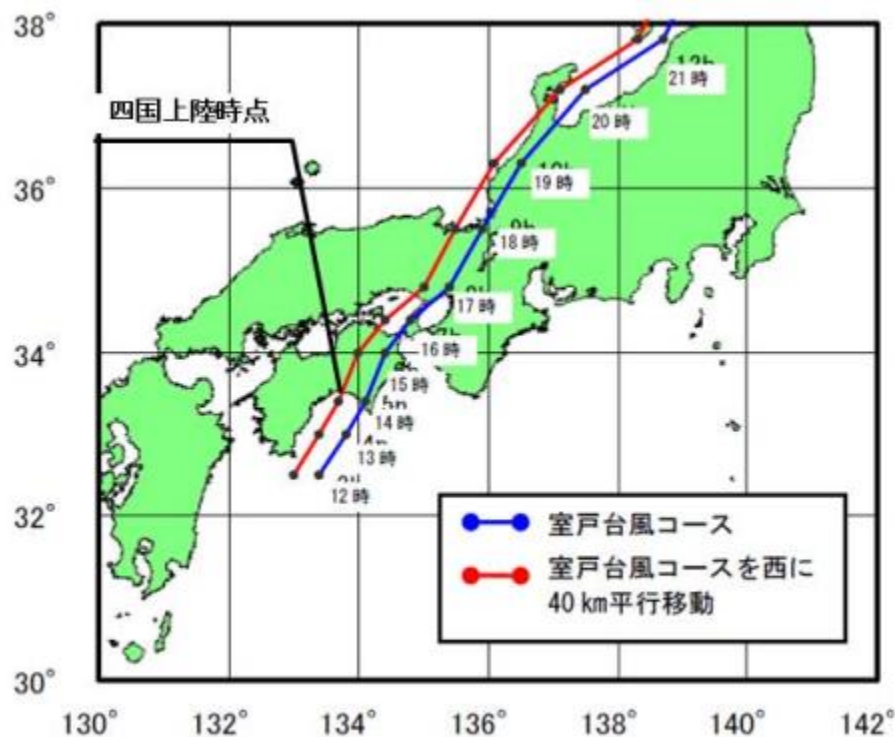 38°
四国上陸時点
36°
34°
32°
30°
21時
20時
19時
18時
17時
16時
15時
14時
13時
12時
室戸台風コース
室戸台風コースを西に
40km平行移動
130°
132°
134°
136°
138°
140°
142°